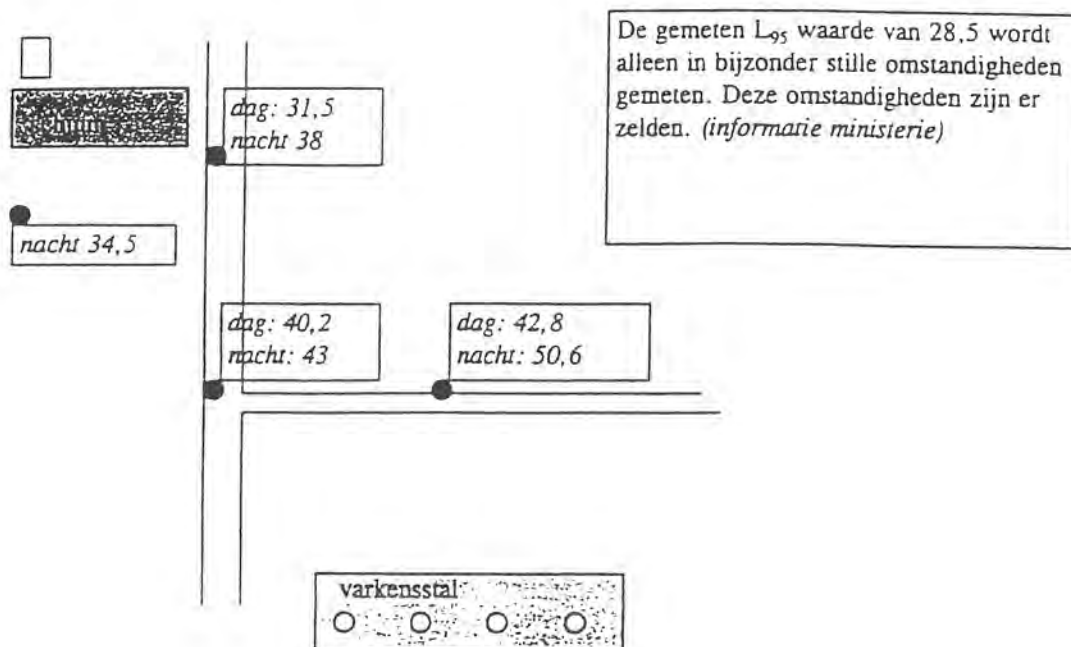 De gemeten L₉₅ waarde van 28,5 wordt
alleen in bijzonder stille omstandigheden
gemeten. Deze omstandigheden zijn er
zelden. (informatie ministerie)
dag: 31,5
nacht 38
nacht 34,5
dag: 40,2
nacht: 43
dag: 42,8
nacht: 50,6
varkensstal